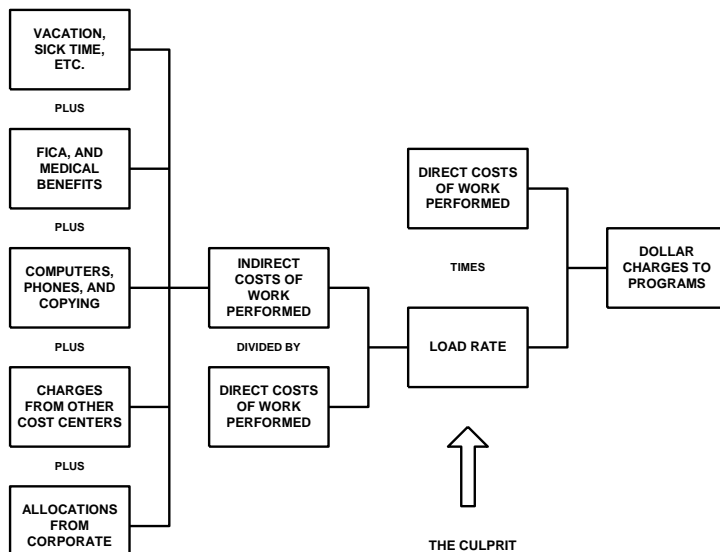 VACATION,
SICK TIME,
ETC.
PLUS
FICA, AND
MEDICAL
BENEFITS
PLUS
COMPUTERS,
PHONES, AND
COPYING
PLUS
CHARGES
FROM OTHER
COST CENTERS
PLUS
ALLOCATIONS
FROM
CORPORATE
INDIRECT
COSTS OF
WORK
PERFORMED
DIVIDED BY
DIRECT COSTS
OF WORK
PERFORMED
DIRECT COSTS
OF WORK
PERFORMED
TIMES
LOAD RATE
THE CULPRIT
DOLLAR
CHARGES TO
PROGRAMS